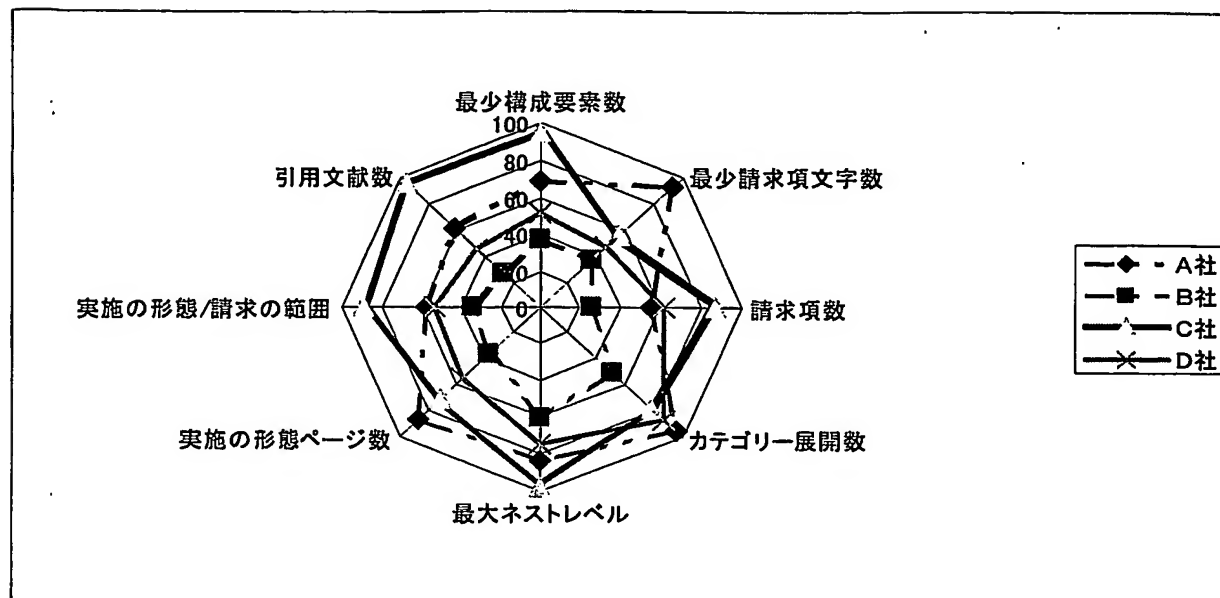 最少構成要素数
100
引用文献数
80
最少請求項文字数
60
40
20
実施の形態/請求の範囲
0
請求項数
実施の形態ページ数
カテゴリー展開数
最大ネストレベル
A社
B社
C社
D社